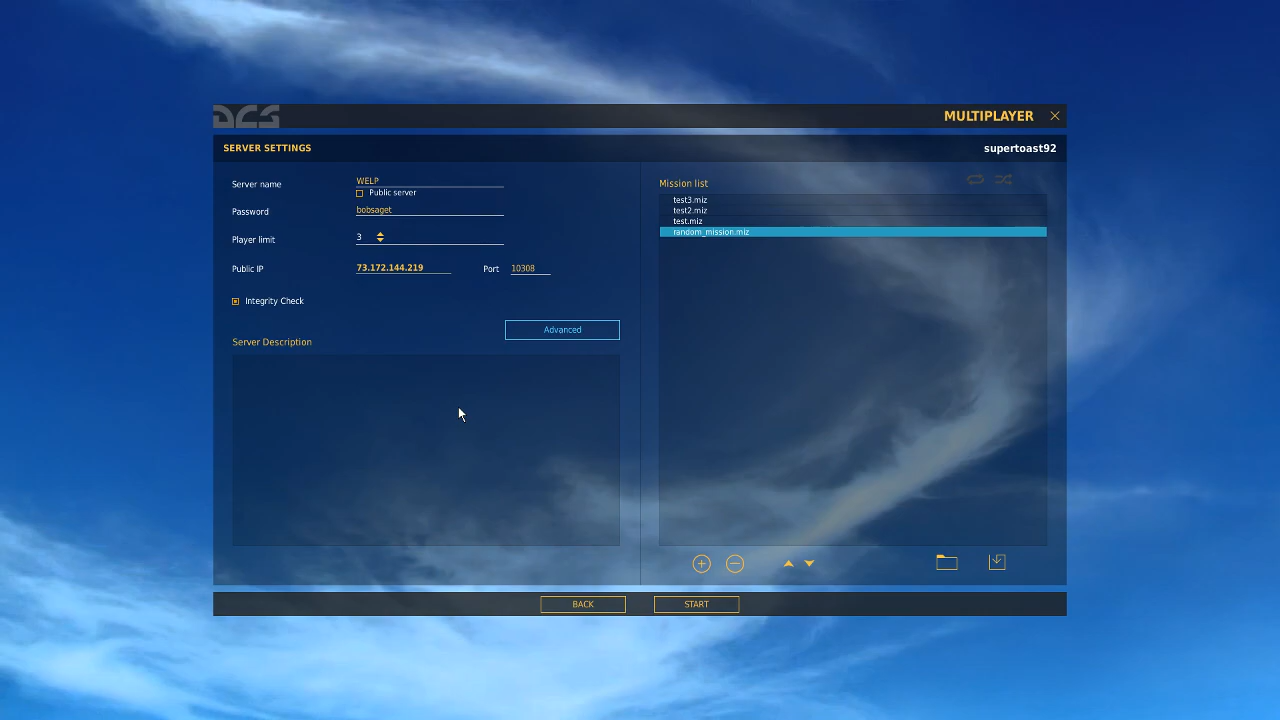 DCS
MULTIPLAYER
SERVER SETTINGS
supertoast92
Server name
WELP
Public server
Password
bobsaget
Player limit
3
Public IP
73.172.144.219
Port
10308
Integrity Check
Advanced
Server Description
Mission list
test3.miz
test2.miz
test.miz
random_mission.miz
BACK
START